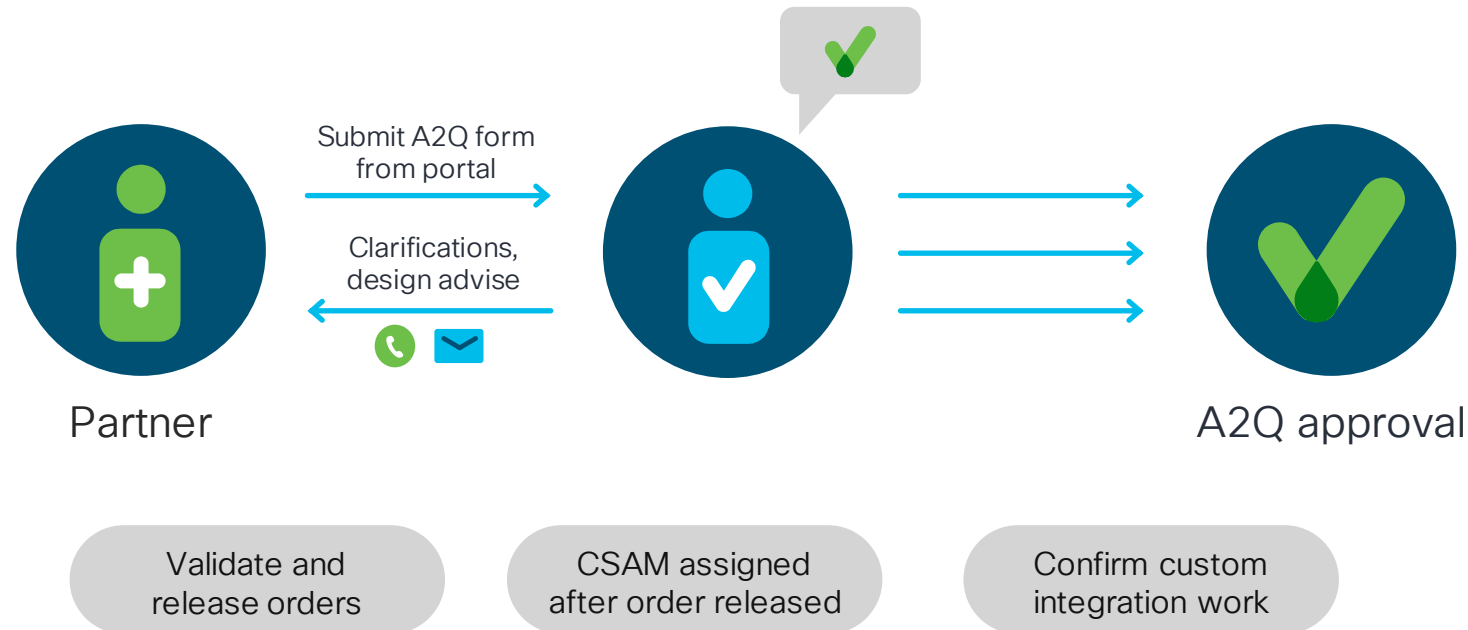 Submit A2Q form
from portal
Clarifications,
design advise
Partner
A2Q approval
Validate and
release orders
CSAM assigned
after order released
Confirm custom
integration work